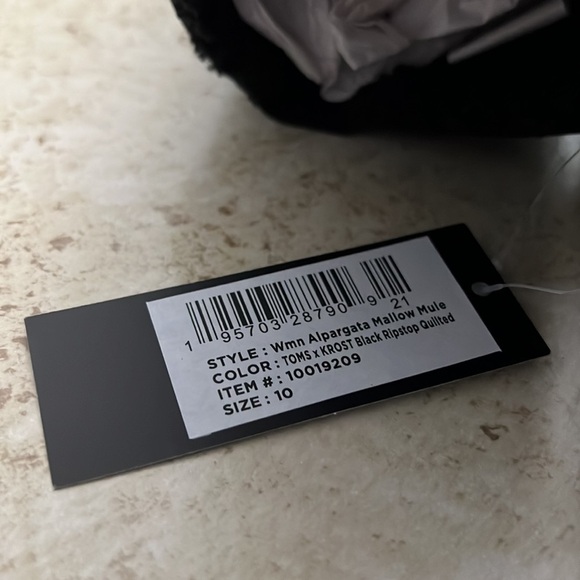 1 95703 28790 9 21
STYLE : Wmn Alpargata Mallow Mule
COLOR : TOMS x KROST Black Ripstop Quilted
ITEM # : 10019209
SIZE : 10